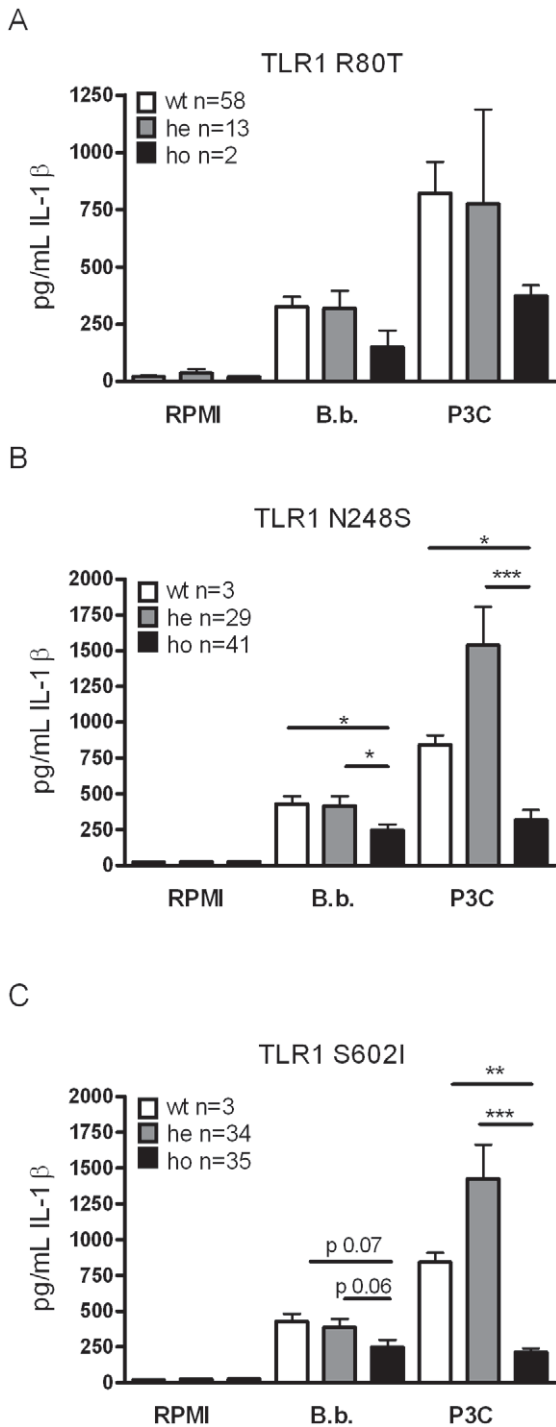 A
TLR1 R80T
pg/mL IL-1 β
1250
1000
750
500
250
0
wt n=58
he n=13
ho n=2
RPMI B.b. P3C
B
TLR1 N248S
pg/mL IL-1 β
2000
1750
1500
1250
1000
750
500
250
0
wt n=3
he n=29
ho n=41
*
*
*
***
RPMI B.b. P3C
C
TLR1 S602I
pg/mL IL-1 β
2000
1750
1500
1250
1000
750
500
250
0
wt n=3
he n=34
ho n=35
p 0.07
p 0.06
**
***
RPMI B.b. P3C